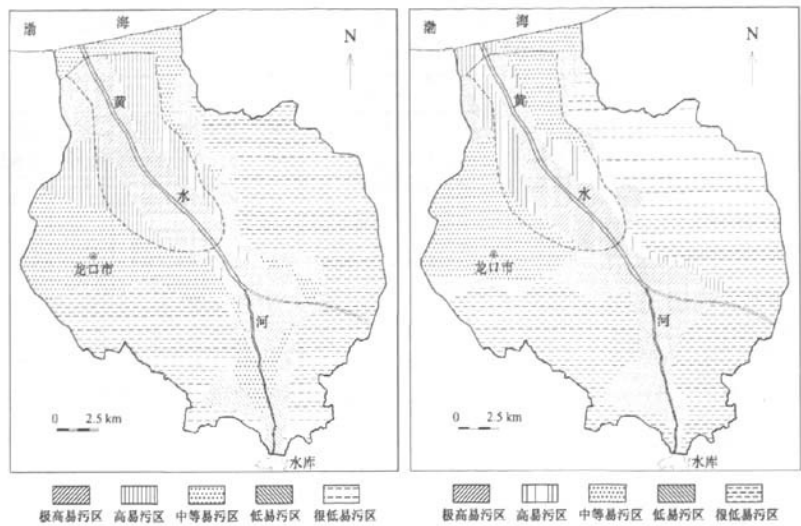 渤 海
N
黄
水
龙口市
河
0 2.5 km
水库
极高易污区 高易污区 中等易污区 低易污区 很低易污区
渤 海
N
黄
水
龙口市
河
0 2.5 km
水库
极高易污区 高易污区 中等易污区 低易污区 很低易污区